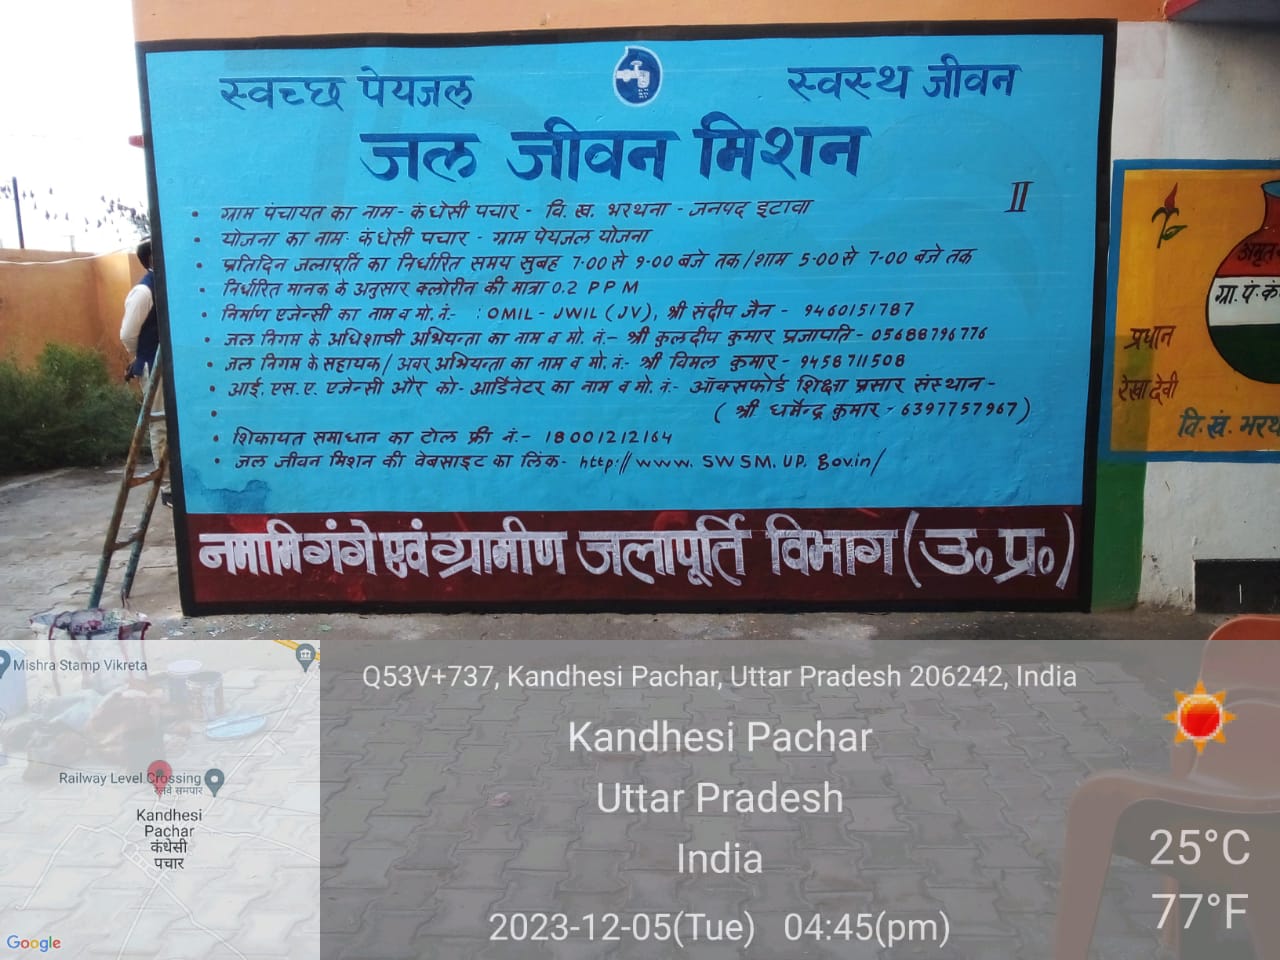 स्वच्छ पेयजल
स्वस्थ जीवन
जल जीवन मिशन
II
• ग्राम पंचायत का नाम - कंधेसी पचार - वि. ख. भरथना - जनपद इटावा
• योजना का नाम - कंधेसी पचार - ग्राम पेयजल योजना
• प्रतिदिन जलापूर्ति का निर्धारित समय सुबह 7-00 से 9-00 बजे तक / शाम 5-00 से 7-00 बजे तक
• निर्धारित मानक के अनुसार क्लोरीन की मात्रा 0.2 PPM
• निर्माण एजेन्सी का नाम व मो. नं.- : OMIL - JWIL (JV), श्री संदीप जैन - 9460151787
• जल निगम के अधिशाषी अभियन्ता का नाम व मो. नं.- श्री कुलदीप कुमार प्रजापति - 05688796776
• जल निगम के सहायक / अवर अभियन्ता का नाम व मो. नं.- श्री विमल कुमार - 9458711508
• आई. एस. ए. एजेन्सी और को- आर्डिनेटर का नाम व मो. नं.- ऑक्सफोर्ड शिक्षा प्रसार संस्थान -
• ( श्री धर्मेन्द्र कुमार - 6397757967 )
• शिकायत समाधान का टोल फ्री नं.- 18001212164
• जल जीवन मिशन की वेबसाइट का लिंक- http://www.SWSM.UP.gov.in/
नमामि गंगे एवं ग्रामीण जलापूर्ति विभाग (उ॰ प्र॰)
ग्रा. पं. कं
प्रधान
रेखा देवी
वि. खं. भरथ
Mishra Stamp Vikreta
Railway Level Crossing
रेलवे समपार
Kandhesi
Pachar
कंधेसी
पचार
Google
Q53V+737, Kandhesi Pachar, Uttar Pradesh 206242, India
Kandhesi Pachar
Uttar Pradesh
India
2023-12-05(Tue) 04:45(pm)
25°C
77°F